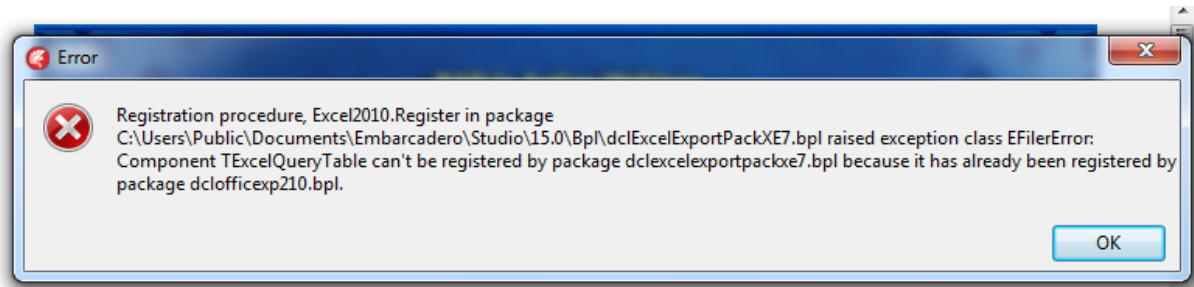 Error
Registration procedure, Excel2010.Register in package
C:\Users\Public\Documents\Embarcadero\Studio\15.0\Bpl\dclExcelExportPackXE7.bpl raised exception class EFilerError:
Component TExcelQueryTable can't be registered by package dclexcelexportpackxe7.bpl because it has already been registered by
package dclofficexp210.bpl.
OK